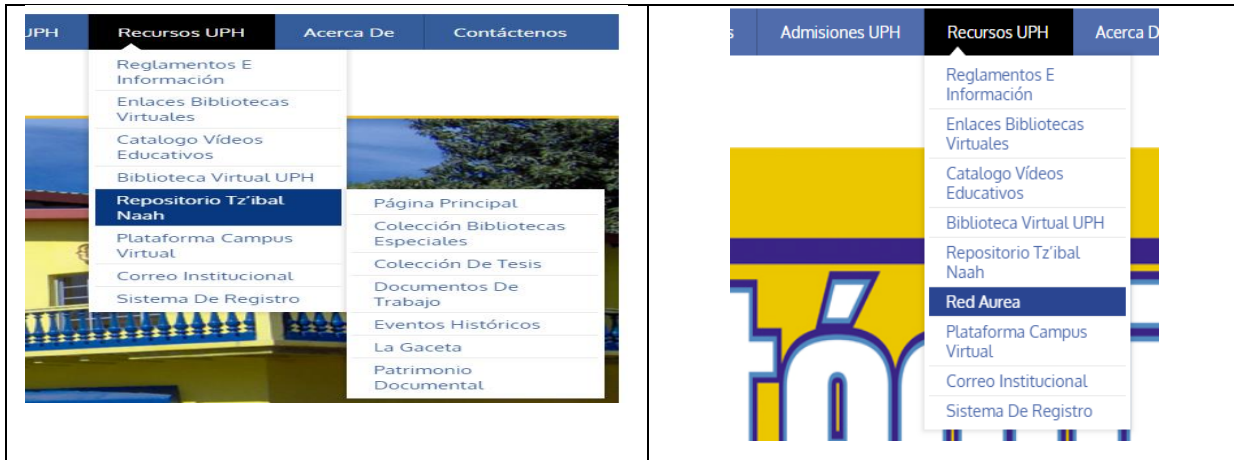 UPH Recursos UPH Acerca De Contáctenos
Reglamentos E
Información
Enlaces Bibliotecas
Virtuales
Catalogo Vídeos
Educativos
Biblioteca Virtual UPH
Repositorio Tz'ibal
Naah
Plataforma Campus
Virtual
Correo Institucional
Sistema De Registro
Página Principal
Colección Bibliotecas
Especiales
Colección De Tesis
Documentos De
Trabajo
Eventos Históricos
La Gaceta
Patrimonio
Documental
s Admisiones UPH Recursos UPH Acerca D
Reglamentos E
Información
Enlaces Bibliotecas
Virtuales
Catalogo Vídeos
Educativos
Biblioteca Virtual UPH
Repositorio Tz'ibal
Naah
Red Aurea
Plataforma Campus
Virtual
Correo Institucional
Sistema De Registro